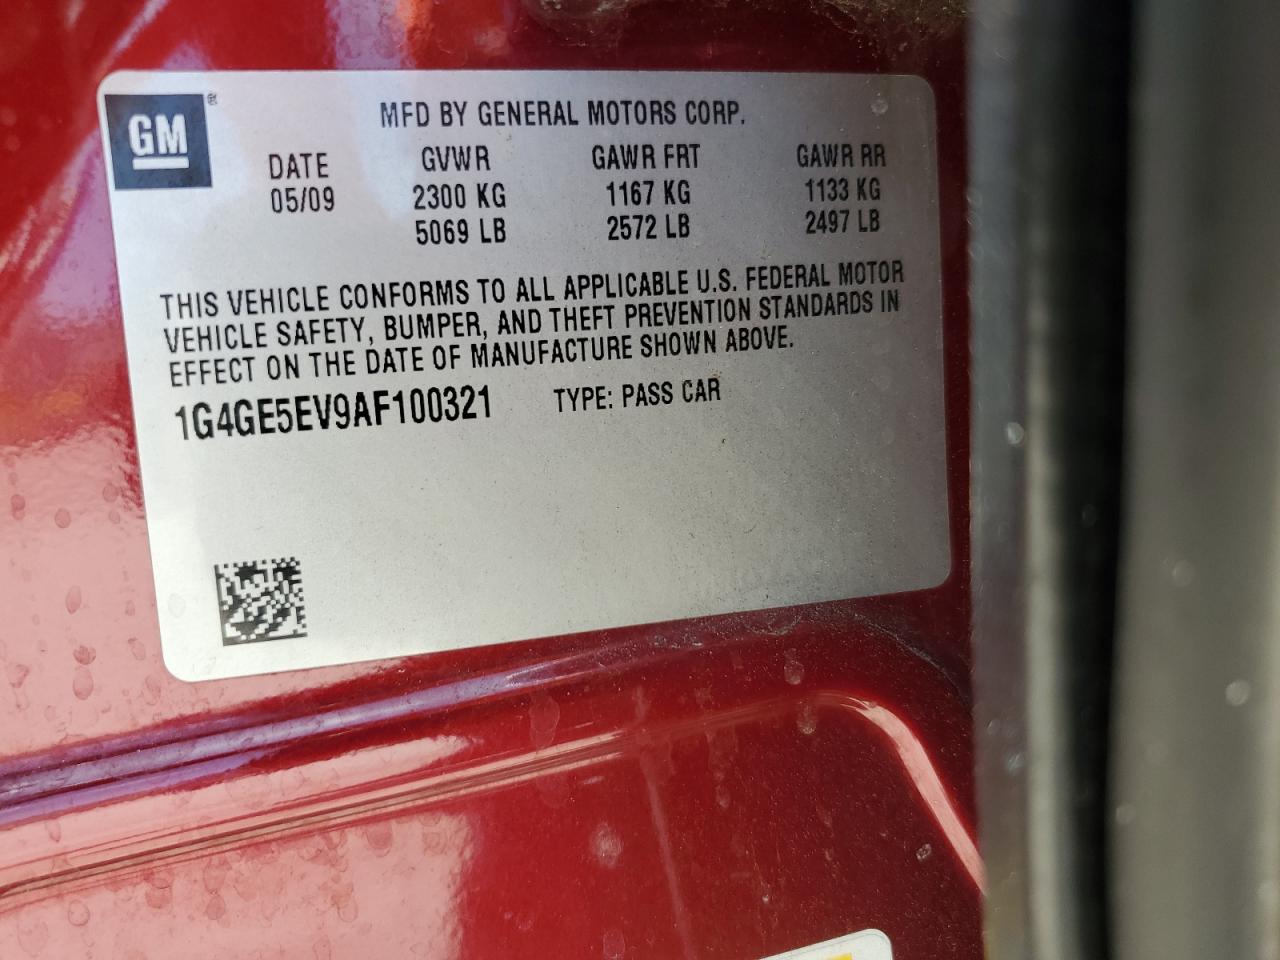 GM ®
MFD BY GENERAL MOTORS CORP.
DATE GVWR GAWR FRT GAWR RR
05/09 2300 KG 1167 KG 1133 KG
5069 LB 2572 LB 2497 LB
THIS VEHICLE CONFORMS TO ALL APPLICABLE U.S. FEDERAL MOTOR
VEHICLE SAFETY, BUMPER, AND THEFT PREVENTION STANDARDS IN
EFFECT ON THE DATE OF MANUFACTURE SHOWN ABOVE.
1G4GE5EV9AF100321 TYPE: PASS CAR